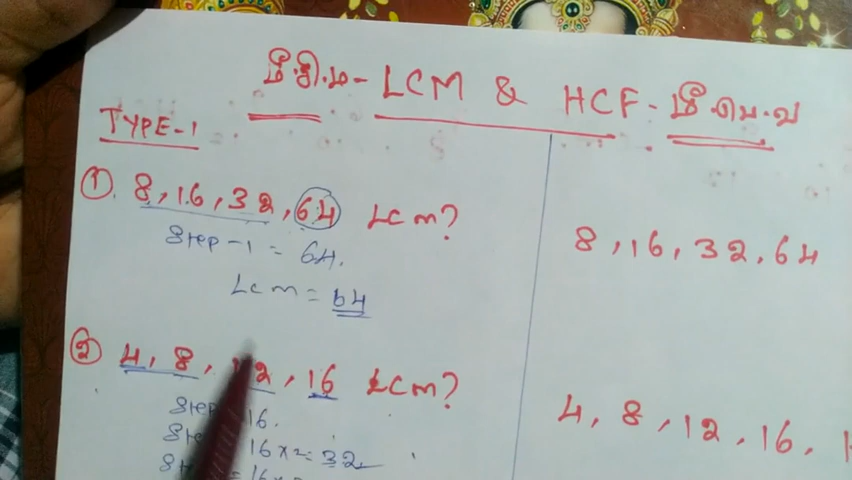 மீ.சி.ம - LCM & HCF - மீ.பெ.வ
TYPE-1
① 8, 16, 32, 64 LCM?
Step-1 = 64.
LCM = 64
② 4, 8, 12, 16 LCM?
16.
16×2=32
8, 16, 32, 64
4, 8, 12, 16,